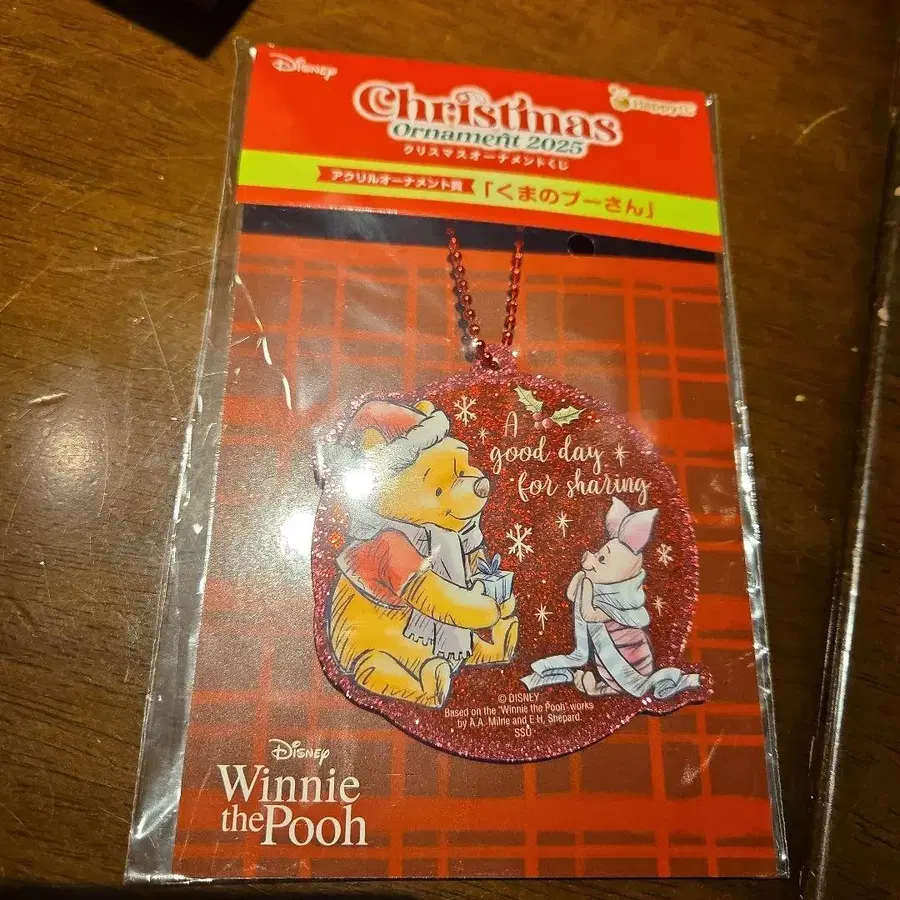 Disney
Christmas
Ornament 2025
クリスマスオーナメントくじ
Happyくじ
アクリルオーナメント賞
「くまのプーさん」
A
good day
for sharing
© DISNEY
Based on the "Winnie the Pooh" works
by A.A. Milne and E.H. Shepard.
SSU
Disney
Winnie
the Pooh